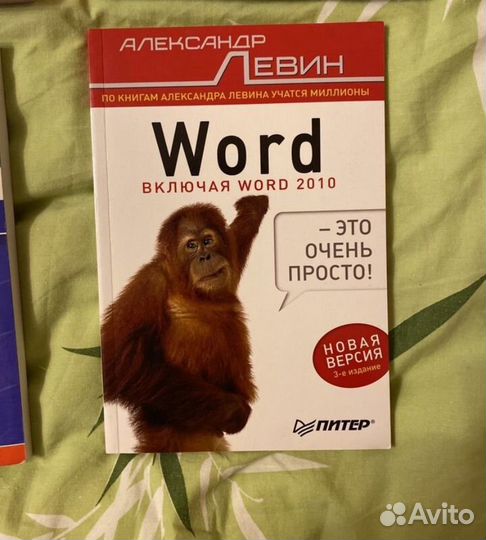 АЛЕКСАНДР
ЛЕВИН
ПО КНИГАМ АЛЕКСАНДРА ЛЕВИНА УЧАТСЯ МИЛЛИОНЫ
Word
ВКЛЮЧАЯ WORD 2010
– ЭТО
ОЧЕНЬ
ПРОСТО!
НОВАЯ
ВЕРСИЯ
3-е издание
ПИТЕР®
Avito